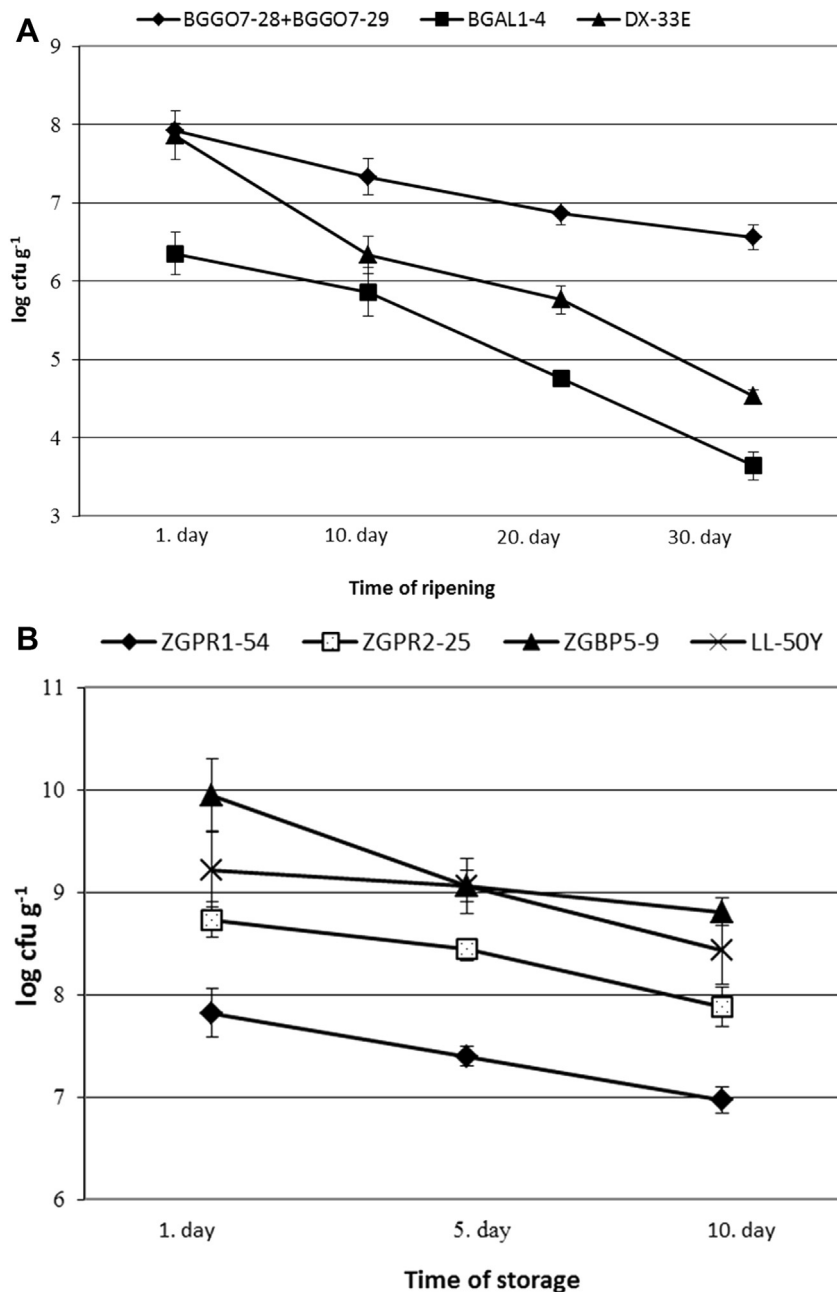 A
BGGO7-28+BGGO7-29 BGAL1-4 DX-33E
9
8
7
6
5
4
3
log cfu g-1
1. day 10. day 20. day 30. day
Time of ripening
B
ZGPR1-54 ZGPR2-25 ZGBP5-9 LL-50Y
11
10
9
8
7
6
log cfu g-1
1. day 5. day 10. day
Time of storage